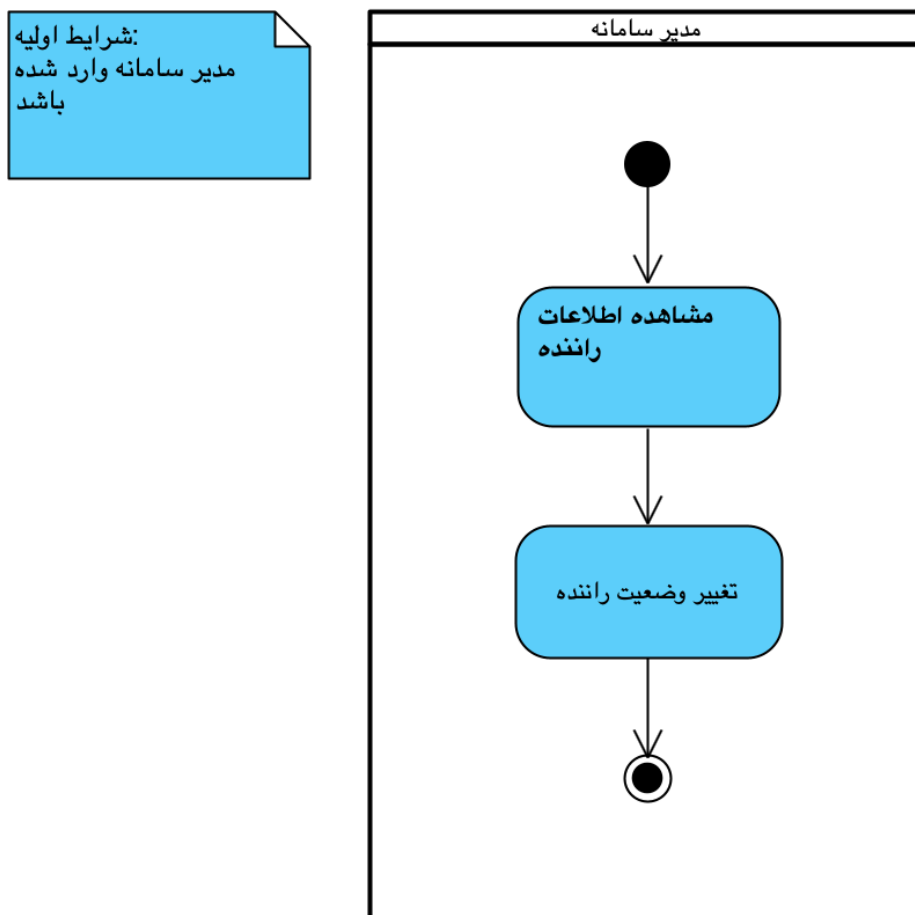 شرایط اولیه:
مدیر سامانه وارد شده
باشد
مدیر سامانه
مشاهده اطلاعات
راننده
تغییر وضعیت راننده